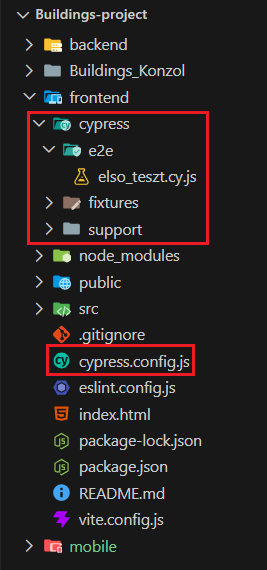 Buildings-project
backend
Buildings_Konzol
frontend
cypress
e2e
elso_teszt.cy.js
fixtures
support
node_modules
public
src
.gitignore
cypress.config.js
eslint.config.js
index.html
package-lock.json
package.json
README.md
vite.config.js
mobile